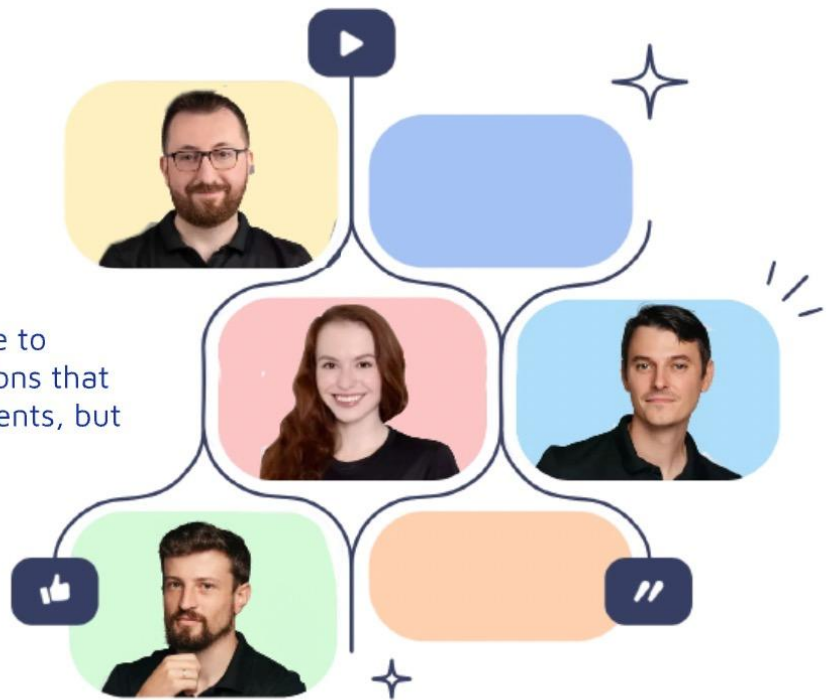 e to
ons that
ents, but